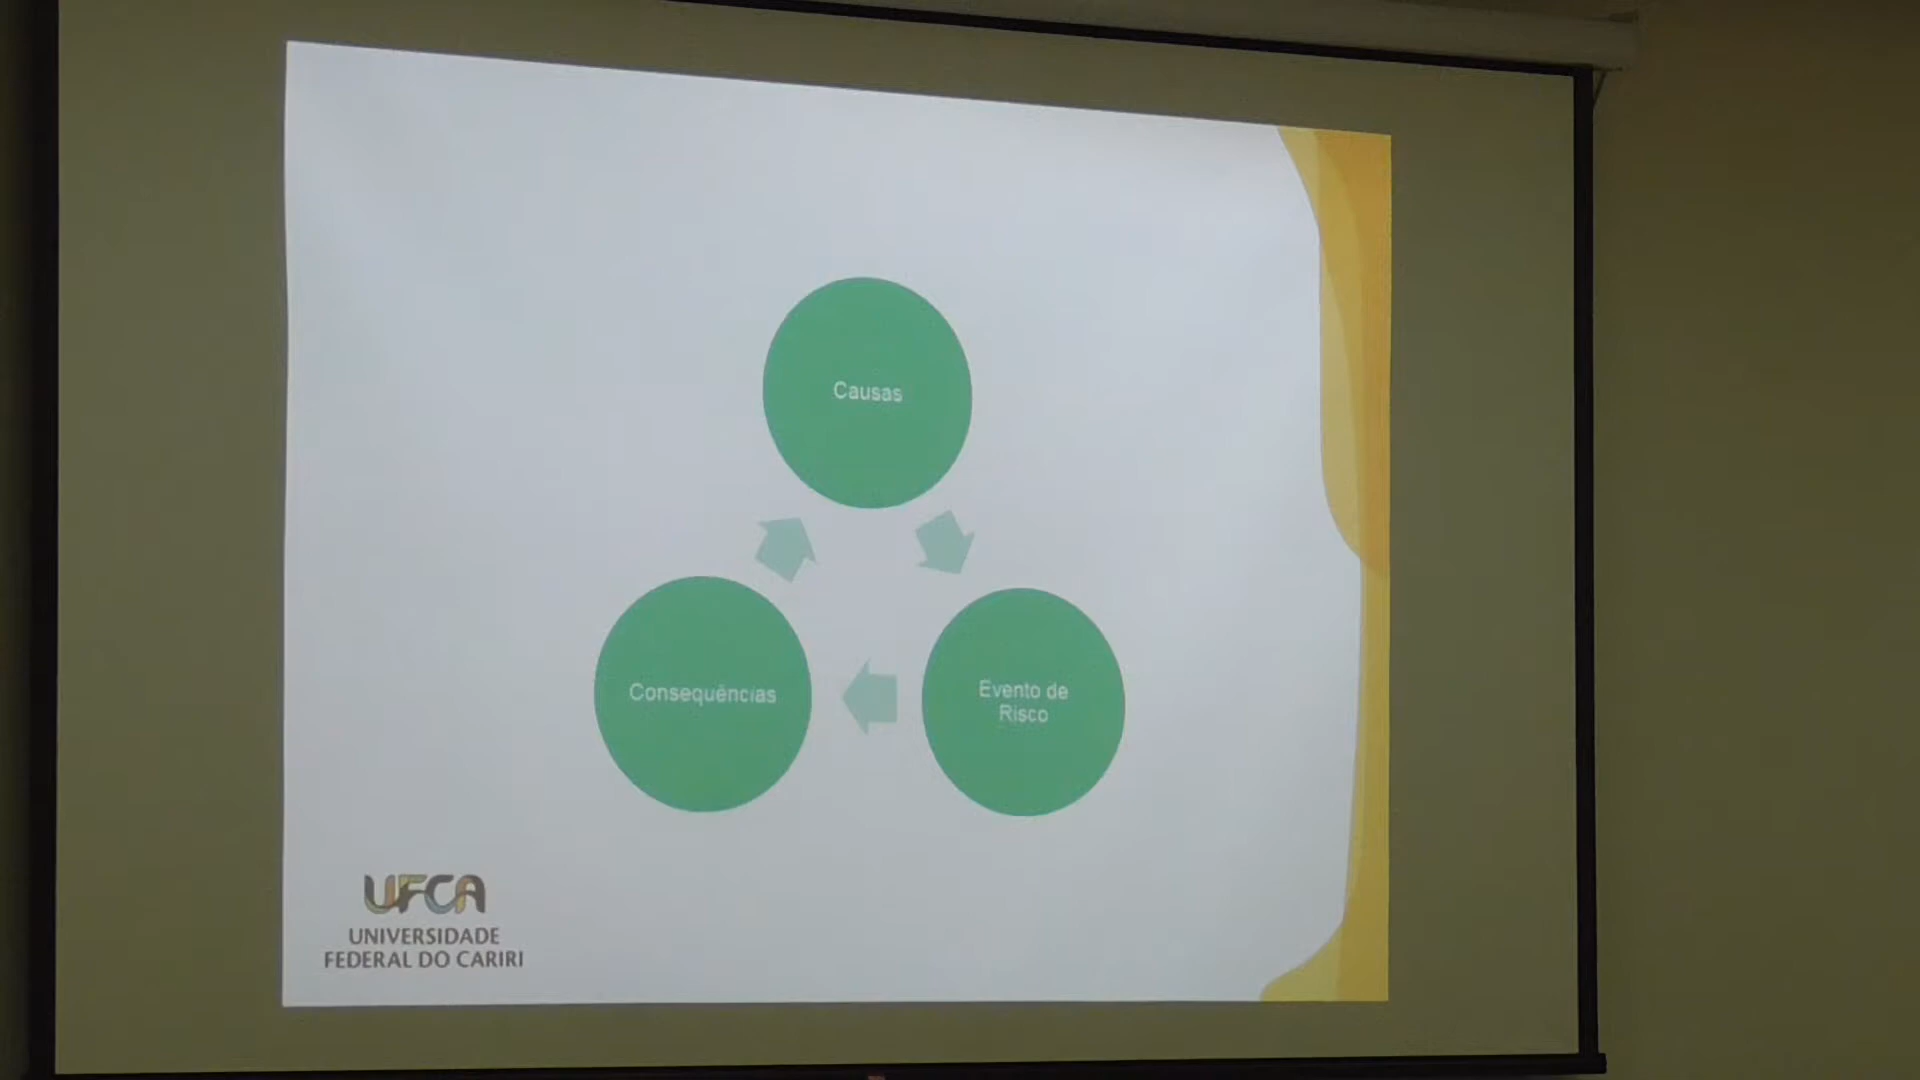 Causas
Consequências
Evento de
Risco
UFCA
UNIVERSIDADE
FEDERAL DO CARIRI